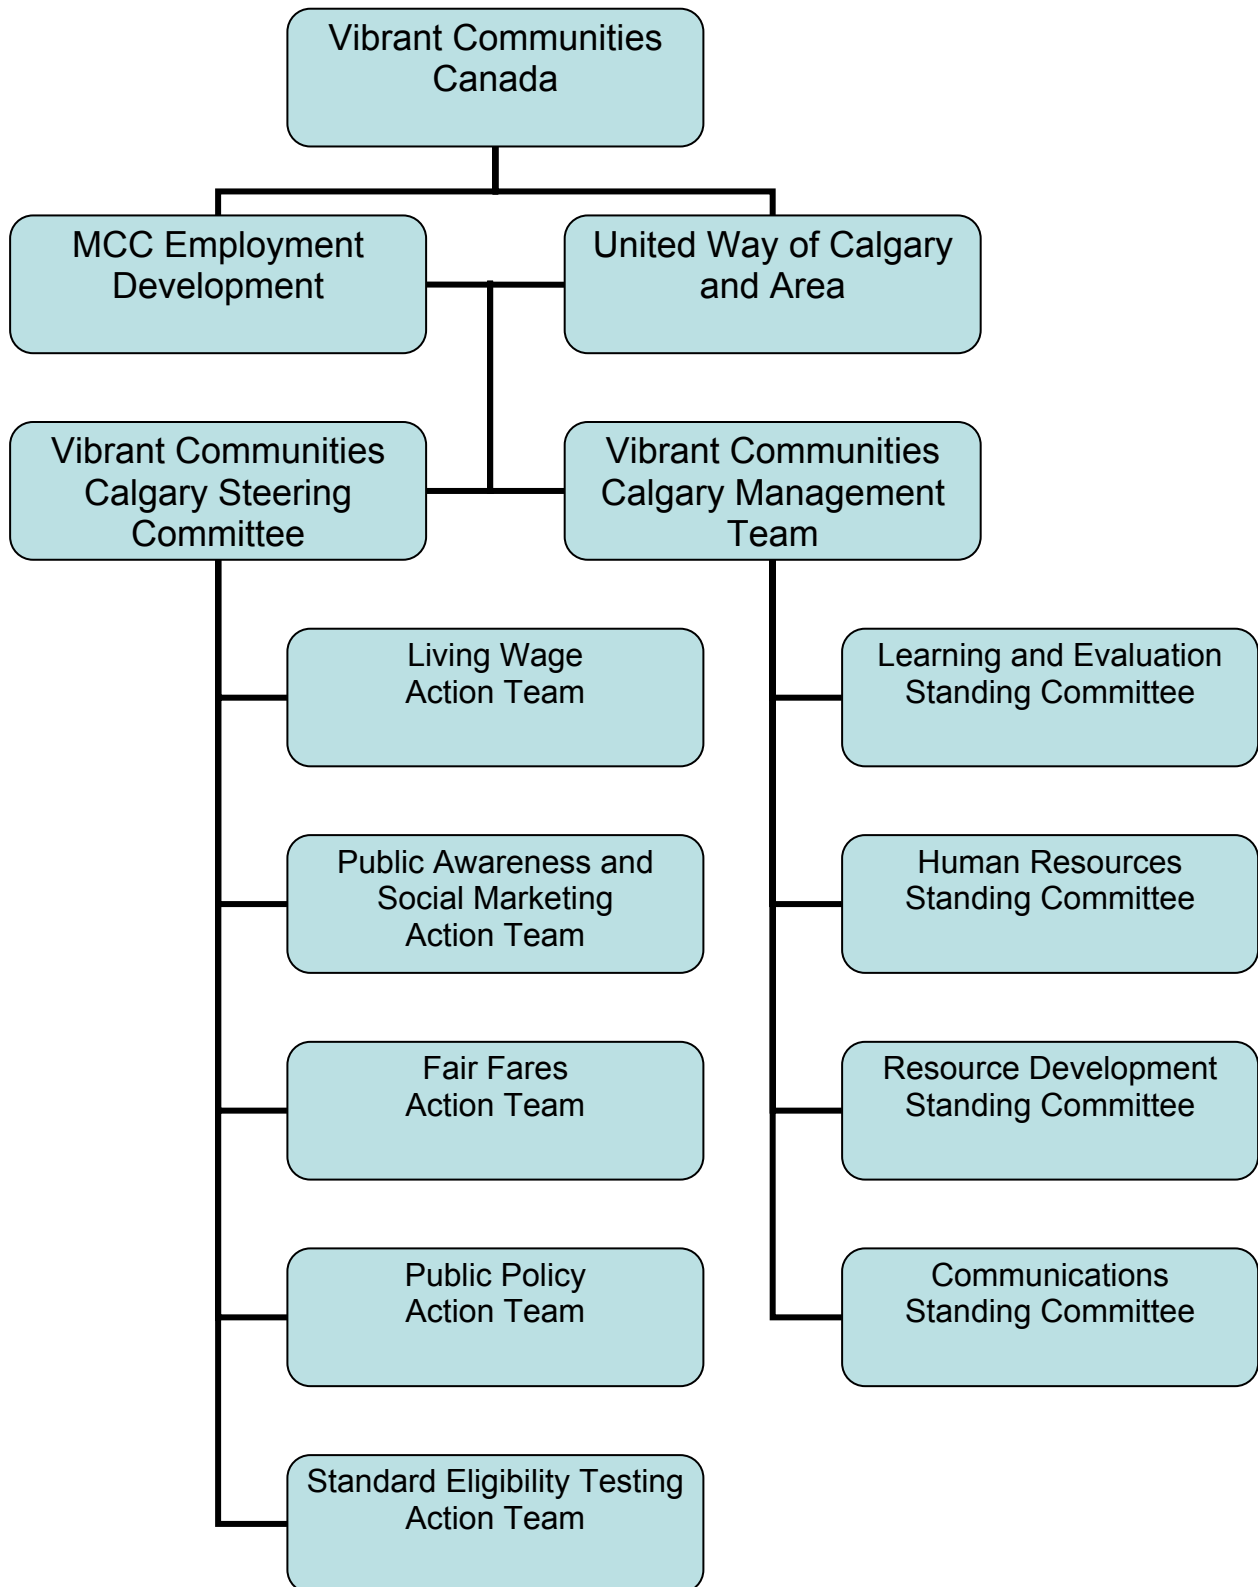 Vibrant Communities
Canada
MCC Employment
Development
United Way of Calgary
and Area
Vibrant Communities
Calgary Steering
Committee
Vibrant Communities
Calgary Management
Team
Living Wage
Action Team
Learning and Evaluation
Standing Committee
Public Awareness and
Social Marketing
Action Team
Human Resources
Standing Committee
Fair Fares
Action Team
Resource Development
Standing Committee
Public Policy
Action Team
Communications
Standing Committee
Standard Eligibility Testing
Action Team